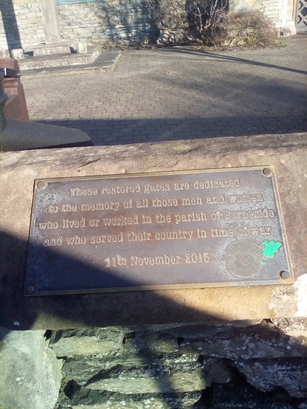 These restored gates are dedicated
to the memory of all those men and women
who lived or worked in the parish of Burneside
and who served their country in time of war
11th November 2015